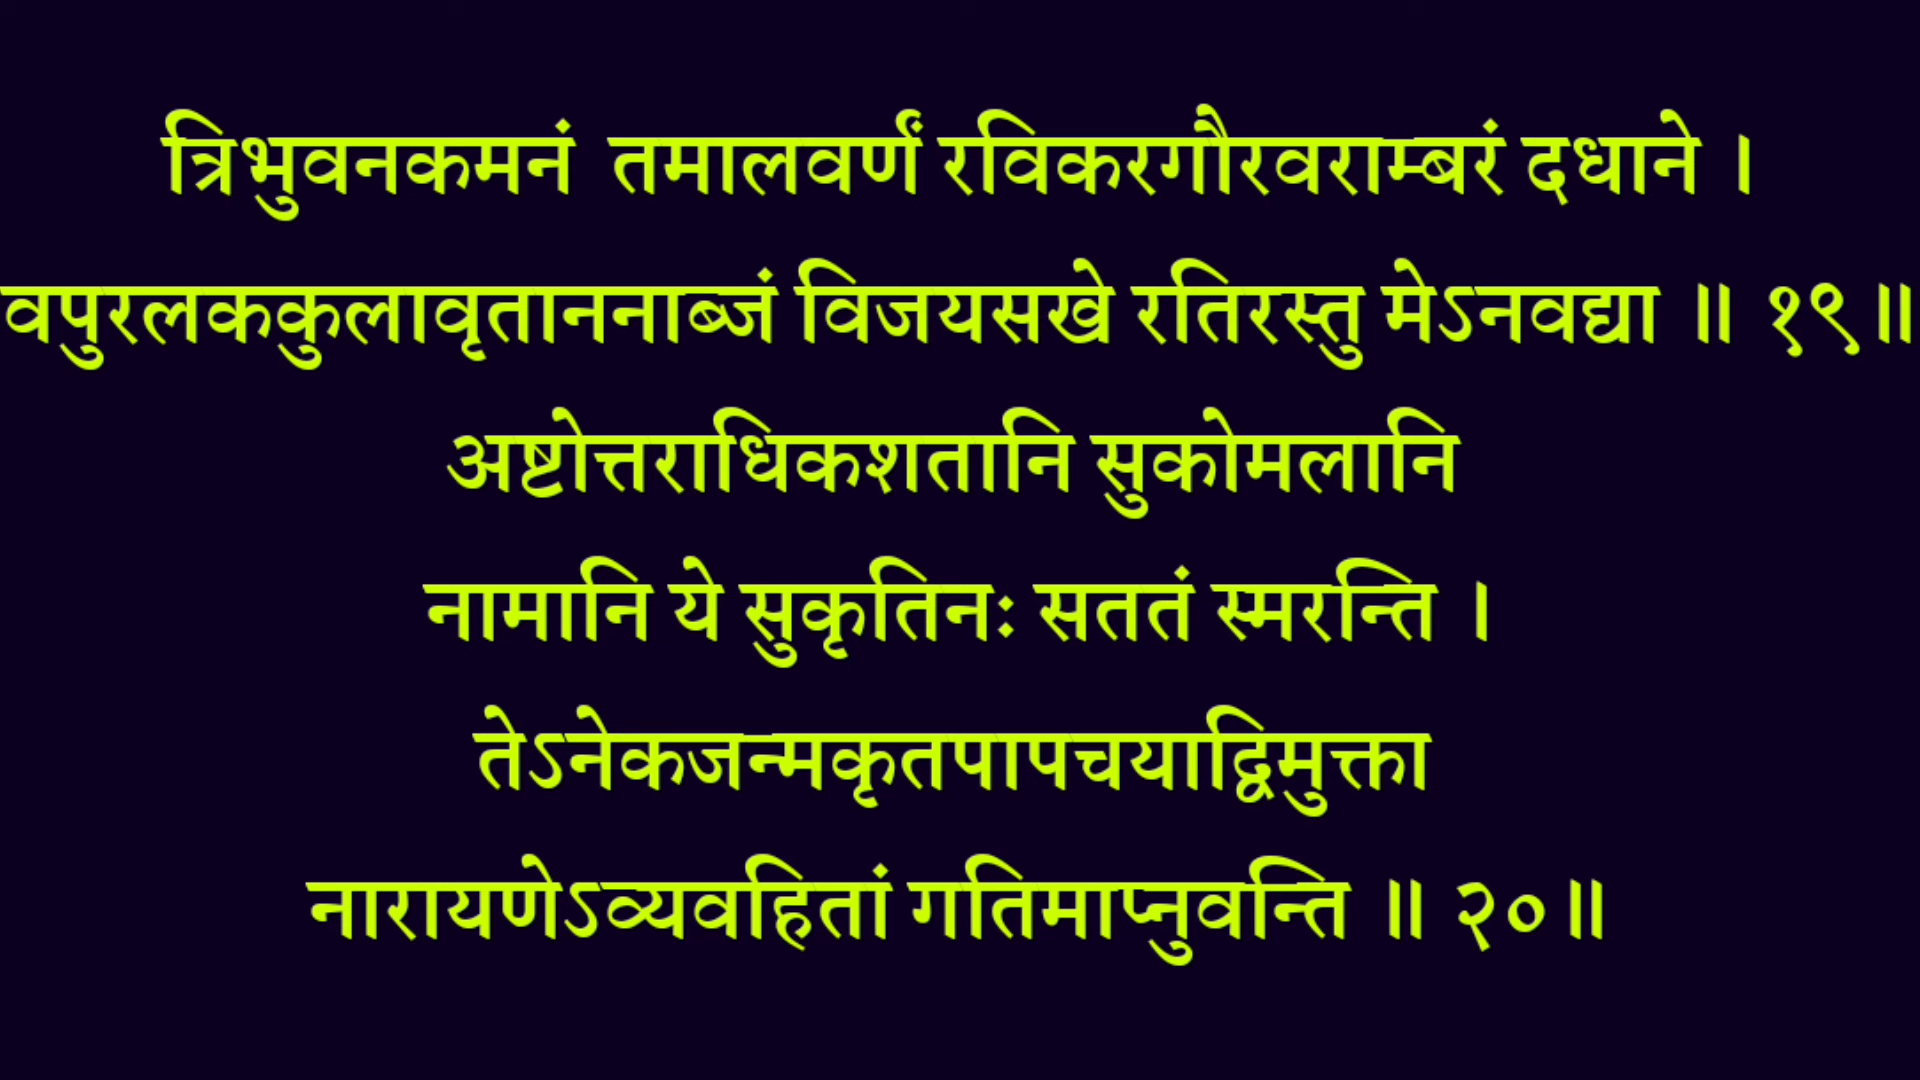 त्रिभुवनकमनं तमालवर्णं रविकरगौरवराम्बरं दधाने ।
वपुरलककुलावृताननाब्जं विजयसखे रतिरस्तु मेऽनवद्या ॥ १९॥
अष्टोत्तराधिकशतानि सुकोमलानि
नामानि ये सुकृतिनः सततं स्मरन्ति ।
तेऽनेकजन्मकृतपापचयाद्विमुक्ता
नारायणेऽव्यवहितां गतिमाप्नुवन्ति ॥ २०॥